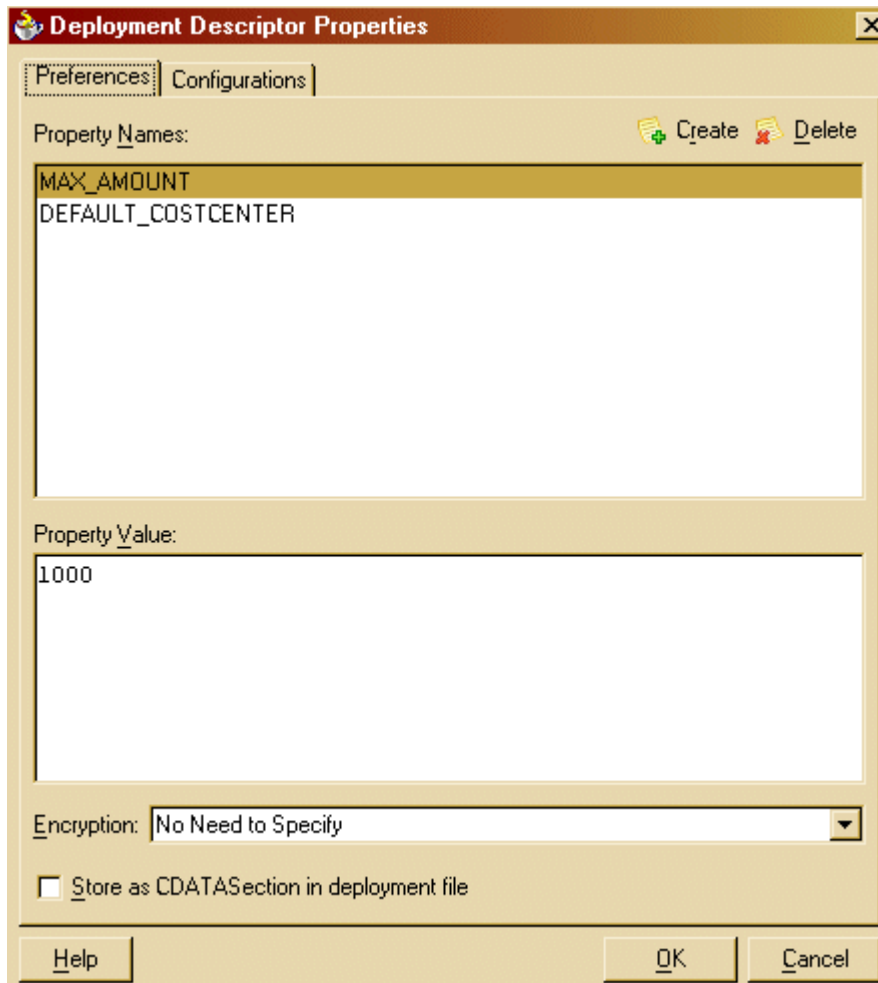 Deployment Descriptor Properties
Preferences Configurations
Property Names: Create Delete
MAX_AMOUNT
DEFAULT_COSTCENTER
Property Value:
1000
Encryption: No Need to Specify
Store as CDATASection in deployment file
Help OK Cancel